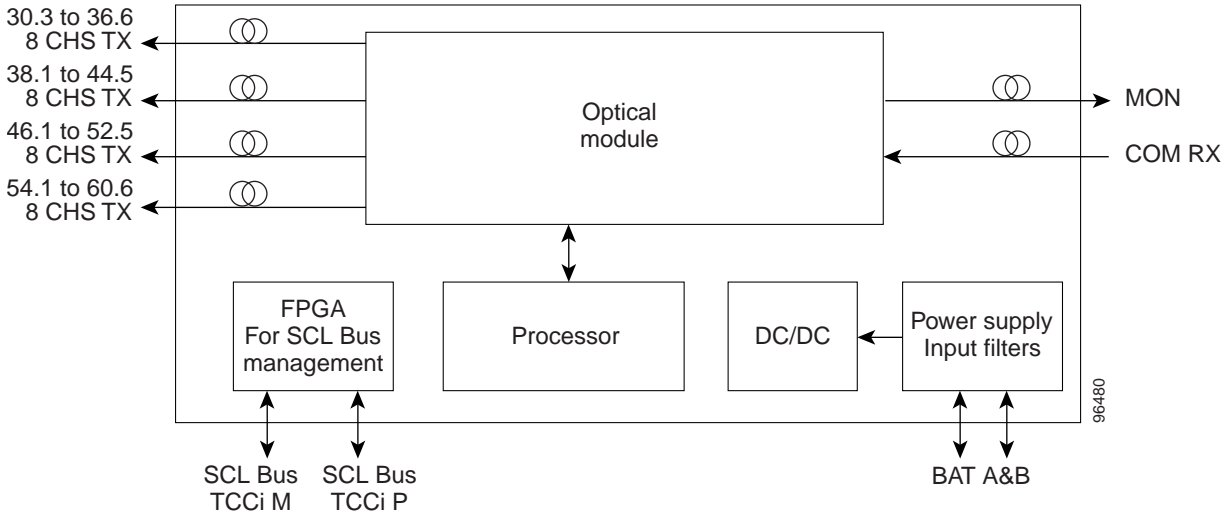 30.3 to 36.6
8 CHS TX
38.1 to 44.5
8 CHS TX
46.1 to 52.5
8 CHS TX
54.1 to 60.6
8 CHS TX
Optical
module
MON
COM RX
FPGA
For SCL Bus
management
Processor
DC/DC
Power supply
Input filters
96480
SCL Bus
TCCi M
SCL Bus
TCCi P
BAT A&B